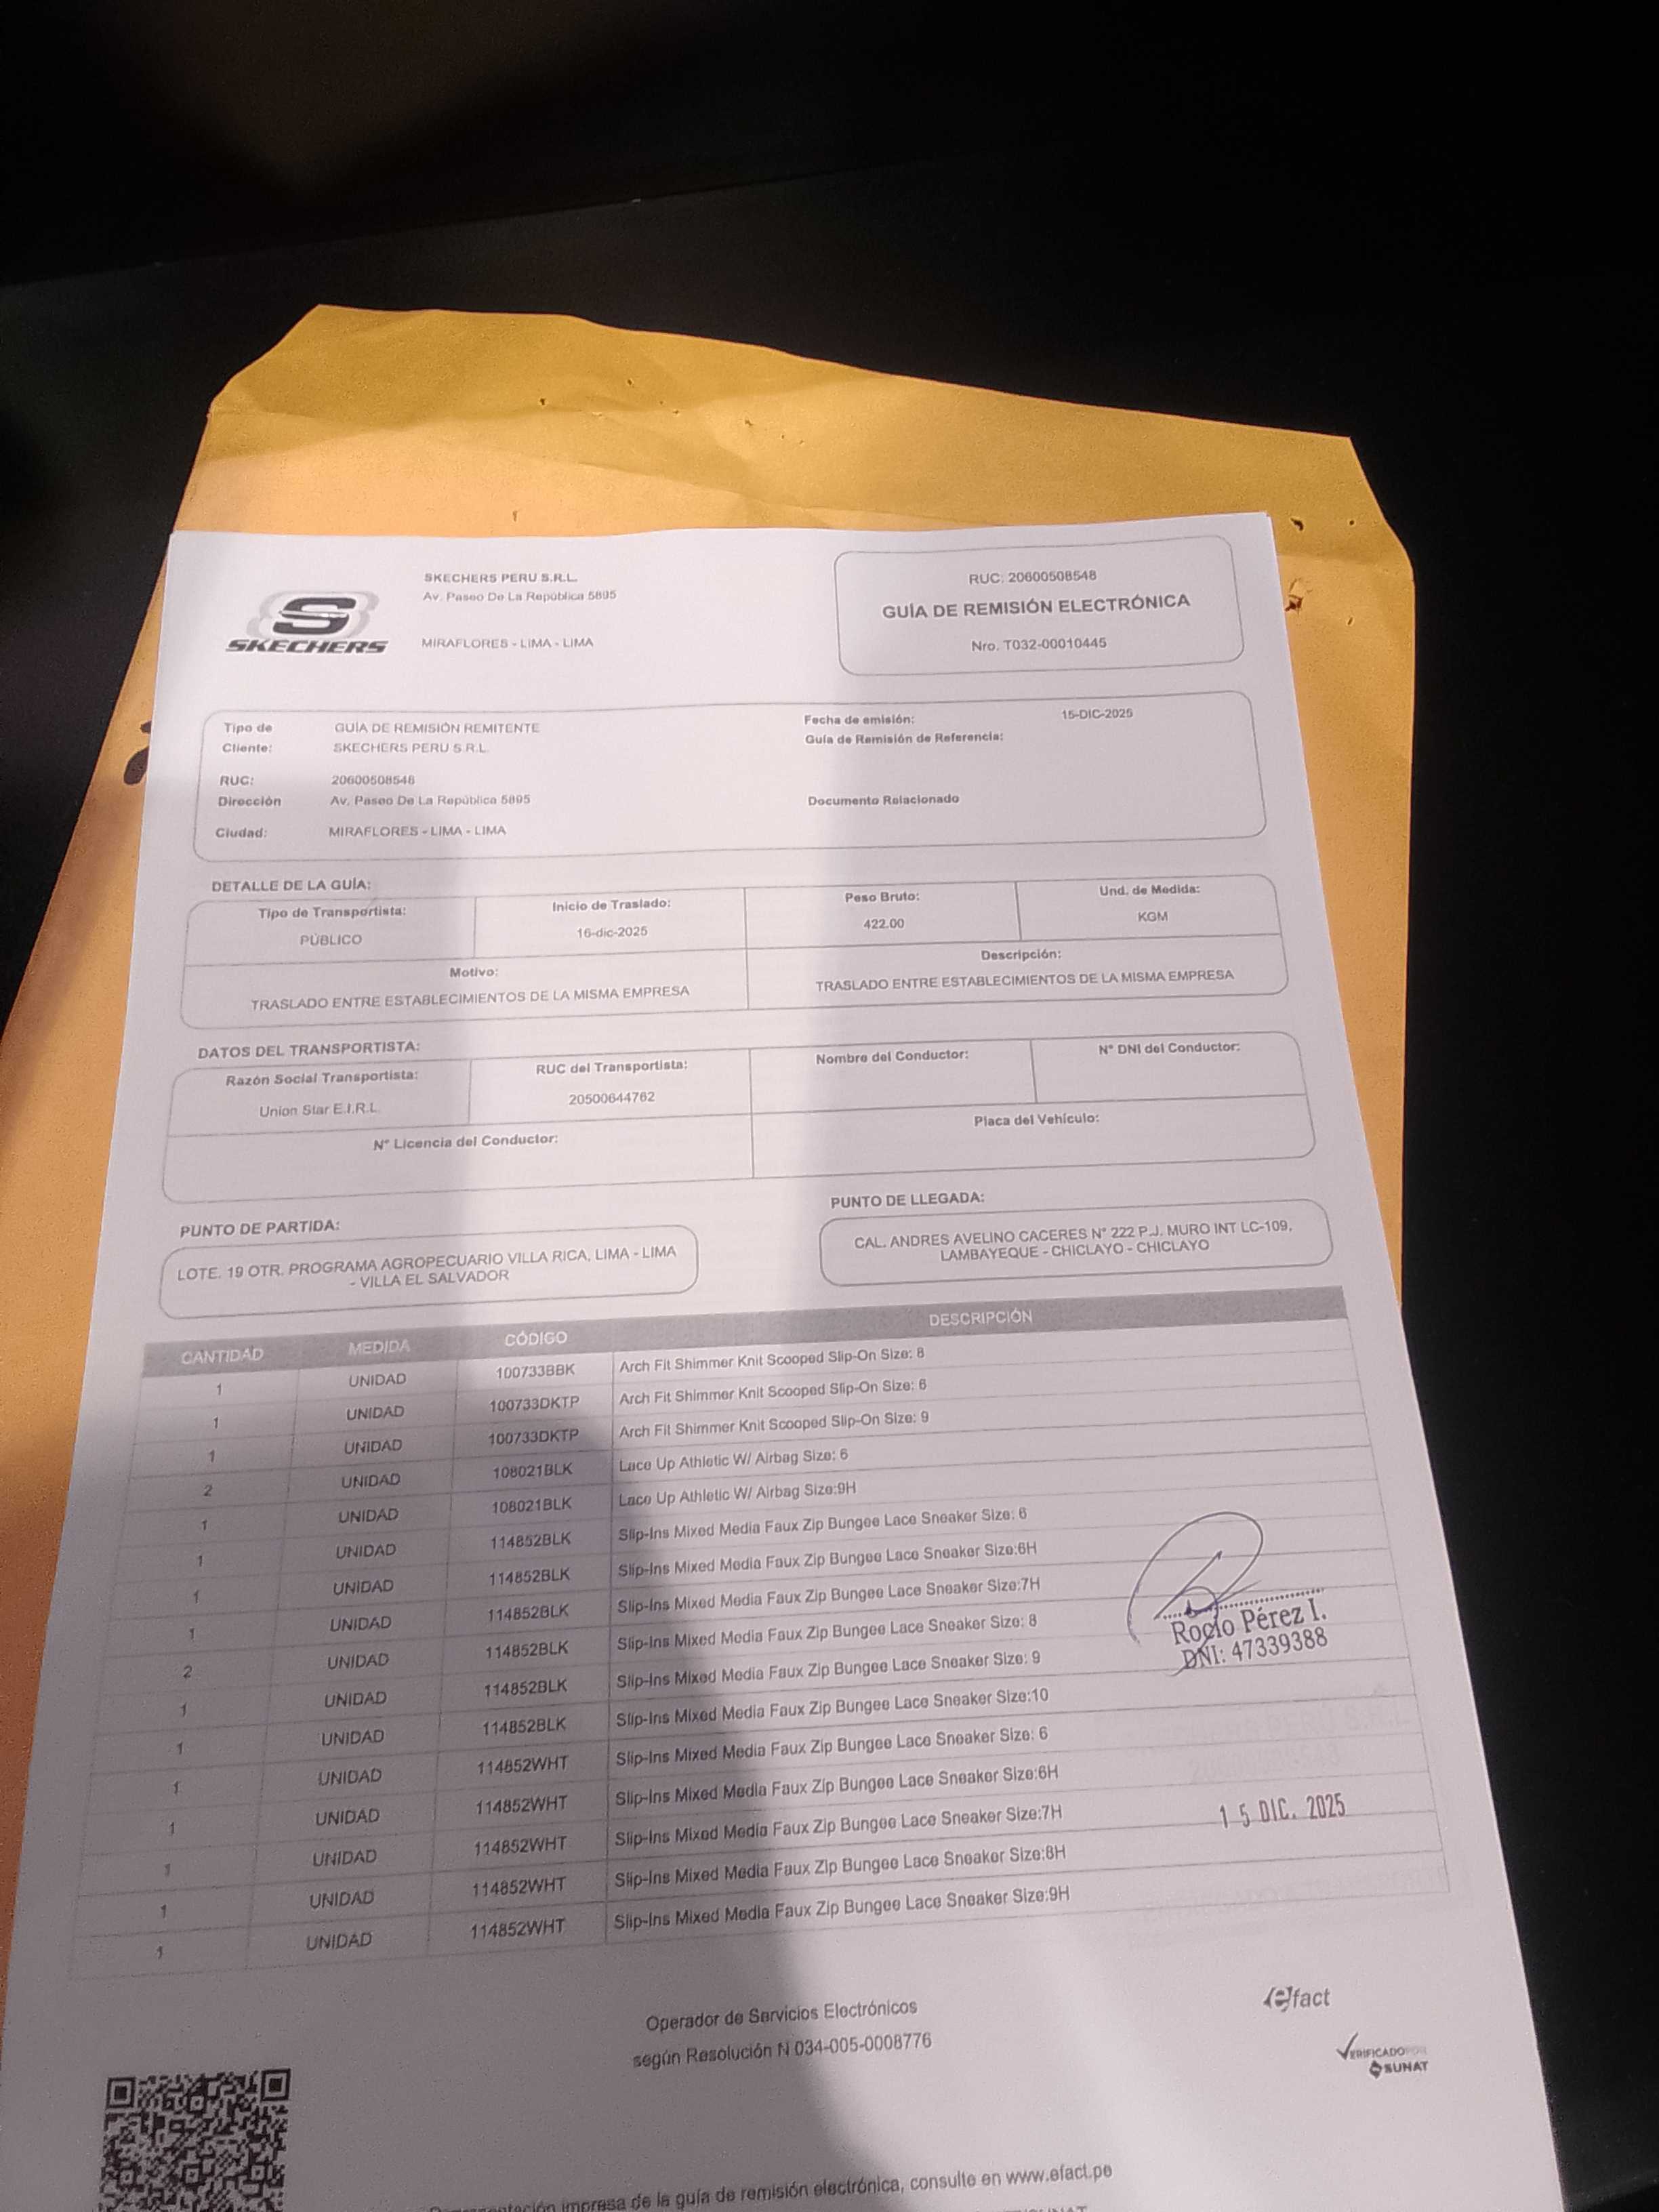 SKECHERS PERU S.R.L.
Av. Paseo De La República 5895
MIRAFLORES - LIMA - LIMA
S
SKECHERS
RUC: 20600508548
GUÍA DE REMISIÓN ELECTRÓNICA
Nro. T032-00010445
Tipo de GUÍA DE REMISIÓN REMITENTE
Cliente: SKECHERS PERU S.R.L.
RUC: 20600508548
Dirección Av. Paseo De La República 5895
Ciudad: MIRAFLORES - LIMA - LIMA
Fecha de emisión: 15-DIC-2025
Guía de Remisión de Referencia:
Documento Relacionado
DETALLE DE LA GUÍA:
Tipo de Transportista: Inicio de Traslado: Peso Bruto: Und. de Medida:
PÚBLICO 16-dic-2025 422.00 KGM
Motivo: Descripción:
TRASLADO ENTRE ESTABLECIMIENTOS DE LA MISMA EMPRESA TRASLADO ENTRE ESTABLECIMIENTOS DE LA MISMA EMPRESA
DATOS DEL TRANSPORTISTA:
Razón Social Transportista: RUC del Transportista: Nombre del Conductor: N° DNI del Conductor:
Union Star E.I.R.L. 20500644762
N° Licencia del Conductor: Placa del Vehículo:
PUNTO DE PARTIDA:
LOTE. 19 OTR. PROGRAMA AGROPECUARIO VILLA RICA, LIMA - LIMA
- VILLA EL SALVADOR
PUNTO DE LLEGADA:
CAL. ANDRES AVELINO CACERES N° 222 P.J. MURO INT LC-109,
LAMBAYEQUE - CHICLAYO - CHICLAYO
CANTIDAD MEDIDA CÓDIGO DESCRIPCIÓN
1 UNIDAD 100733BBK Arch Fit Shimmer Knit Scooped Slip-On Size: 8
1 UNIDAD 100733DKTP Arch Fit Shimmer Knit Scooped Slip-On Size: 6
1 UNIDAD 100733DKTP Arch Fit Shimmer Knit Scooped Slip-On Size: 9
2 UNIDAD 108021BLK Lace Up Athletic W/ Airbag Size: 6
1 UNIDAD 108021BLK Lace Up Athletic W/ Airbag Size:9H
1 UNIDAD 114852BLK Slip-Ins Mixed Media Faux Zip Bungee Lace Sneaker Size: 6
1 UNIDAD 114852BLK Slip-Ins Mixed Media Faux Zip Bungee Lace Sneaker Size:6H
1 UNIDAD 114852BLK Slip-Ins Mixed Media Faux Zip Bungee Lace Sneaker Size:7H
2 UNIDAD 114852BLK Slip-Ins Mixed Media Faux Zip Bungee Lace Sneaker Size: 8
1 UNIDAD 114852BLK Slip-Ins Mixed Media Faux Zip Bungee Lace Sneaker Size: 9
1 UNIDAD 114852BLK Slip-Ins Mixed Media Faux Zip Bungee Lace Sneaker Size:10
1 UNIDAD 114852WHT Slip-Ins Mixed Media Faux Zip Bungee Lace Sneaker Size: 6
1 UNIDAD 114852WHT Slip-Ins Mixed Media Faux Zip Bungee Lace Sneaker Size:6H
1 UNIDAD 114852WHT Slip-Ins Mixed Media Faux Zip Bungee Lace Sneaker Size:7H
1 UNIDAD 114852WHT Slip-Ins Mixed Media Faux Zip Bungee Lace Sneaker Size:8H
1 UNIDAD 114852WHT Slip-Ins Mixed Media Faux Zip Bungee Lace Sneaker Size:9H
Rocío Pérez I.
DNI: 47339388
15 DIC. 2025
Operador de Servicios Electrónicos
según Resolución N 034-005-0008776
efact
VERIFICADO POR
SUNAT
impresa de la guía de remisión electrónica, consulte en www.efact.pe